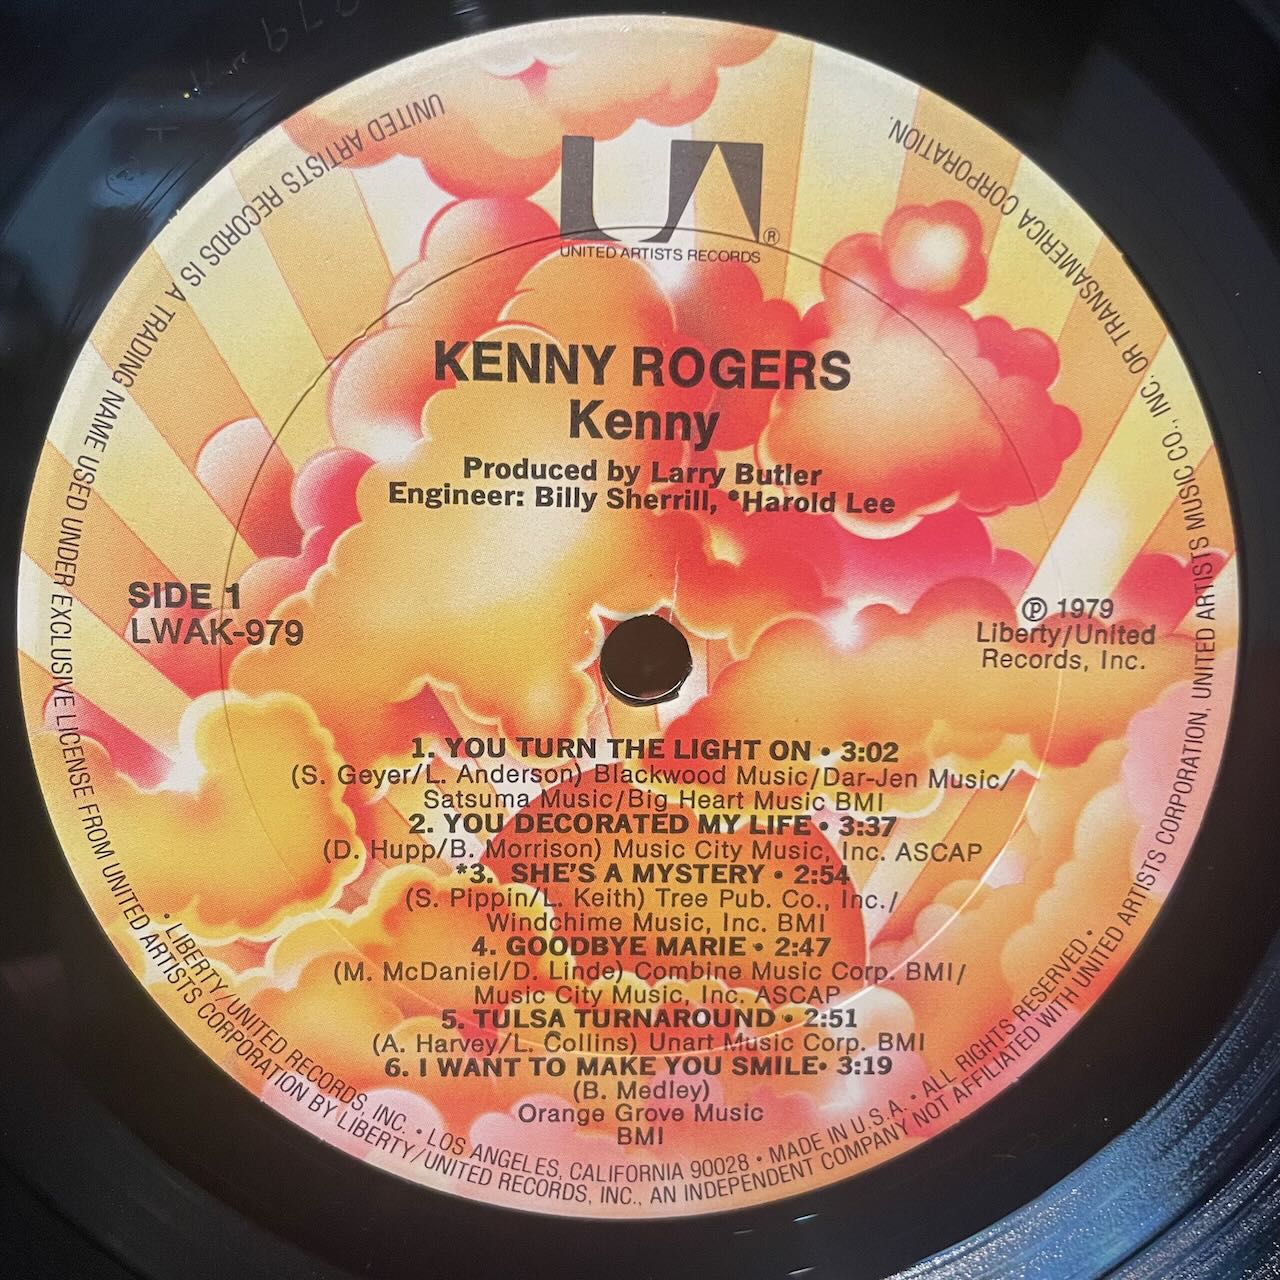 UA®
UNITED ARTISTS RECORDS
KENNY ROGERS
Kenny
Produced by Larry Butler
Engineer: Billy Sherrill, *Harold Lee
SIDE 1
LWAK-979
℗ 1979
Liberty/United
Records, Inc.
1. YOU TURN THE LIGHT ON • 3:02
(S. Geyer/L. Anderson) Blackwood Music/Dar-Jen Music/
Satsuma Music/Big Heart Music BMI
2. YOU DECORATED MY LIFE • 3:37
(D. Hupp/B. Morrison) Music City Music, Inc. ASCAP
*3. SHE'S A MYSTERY • 2:54
(S. Pippin/L. Keith) Tree Pub. Co., Inc./
Windchime Music, Inc. BMI
4. GOODBYE MARIE • 2:47
(M. McDaniel/D. Linde) Combine Music Corp. BMI/
Music City Music, Inc. ASCAP
5. TULSA TURNAROUND • 2:51
(A. Harvey/L. Collins) Unart Music Corp. BMI
6. I WANT TO MAKE YOU SMILE• 3:19
(B. Medley)
Orange Grove Music
BMI
• LIBERTY/UNITED RECORDS, INC. • LOS ANGELES, CALIFORNIA 90028 • MADE IN U.S.A. • ALL RIGHTS RESERVED •
UNITED ARTISTS RECORDS IS A TRADING NAME USED UNDER EXCLUSIVE LICENSE FROM UNITED ARTISTS CORPORATION BY LIBERTY/UNITED RECORDS, INC., AN INDEPENDENT COMPANY NOT AFFILIATED WITH UNITED ARTISTS CORPORATION, UNITED ARTISTS MUSIC CO., INC. OR TRANSAMERICA CORPORATION.